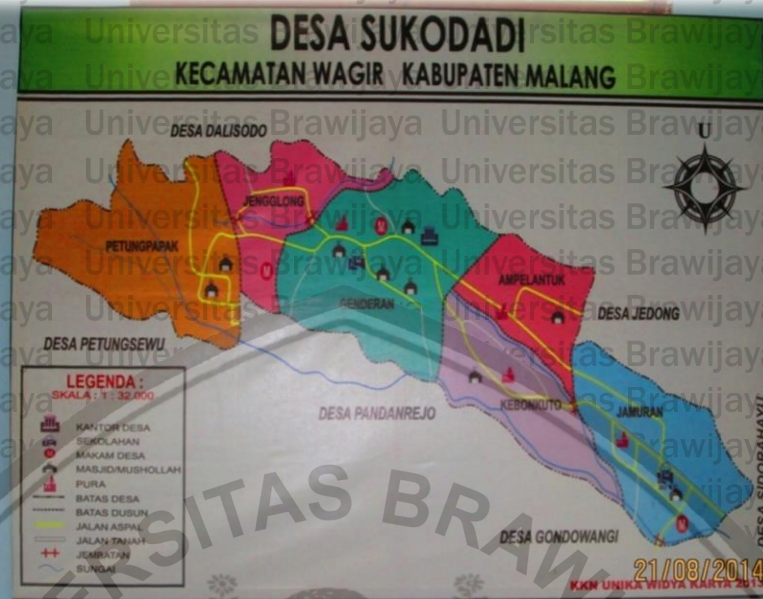 DESA SUKODADI
KECAMATAN WAGIR KABUPATEN MALANG
DESA DALISODO
U
JENGGLONG
PETUNGPAPAK
AMPELANTUK
GENDERAN
DESA JEDONG
DESA PETUNGSEWU
LEGENDA :
SKALA : 1 : 32.000
KANTOR DESA
SEKOLAHAN
MAKAM DESA
MASJID/MUSHOLLAH
PURA
BATAS DESA
BATAS DUSUN
JALAN ASPAL
JALAN TANAH
JEMBATAN
SUNGAI
DESA PANDANREJO
KEBONKUTO
JAMURAN
DESA SIDORAHAYU
DESA GONDOWANGI
21/08/2014
KKN UNIKA WIDYA KARYA 2013
Universitas Brawijaya
UNIVERSITAS BRAWIJAYA